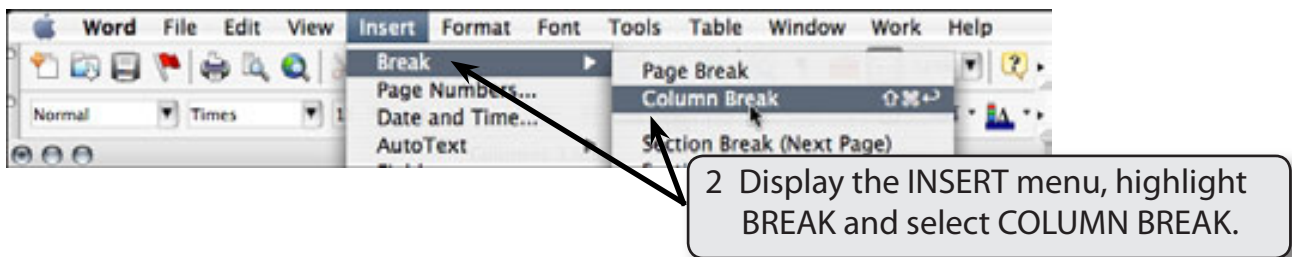 Word File Edit View Insert Format Font Tools Table Window Work Help
Break
Page Numbers...
Date and Time...
AutoText
Page Break
Column Break ⇧⌘↩
Section Break (Next Page)
Normal Times 1
2 Display the INSERT menu, highlight
BREAK and select COLUMN BREAK.